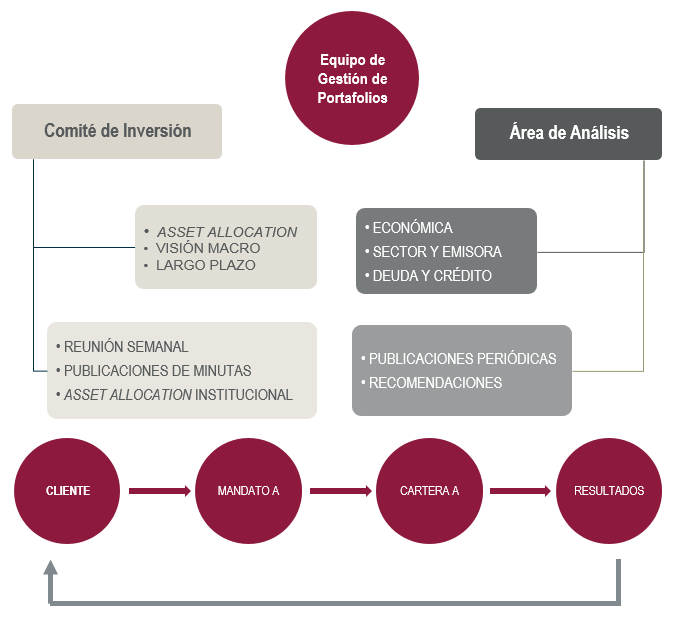 Equipo de
Gestión de
Portafolios
Comité de Inversión
Área de Análisis
• ASSET ALLOCATION
• VISIÓN MACRO
• LARGO PLAZO
• ECONÓMICA
• SECTOR Y EMISORA
• DEUDA Y CRÉDITO
• REUNIÓN SEMANAL
• PUBLICACIONES DE MINUTAS
• ASSET ALLOCATION INSTITUCIONAL
• PUBLICACIONES PERIÓDICAS
• RECOMENDACIONES
CLIENTE
MANDATO A
CARTERA A
RESULTADOS